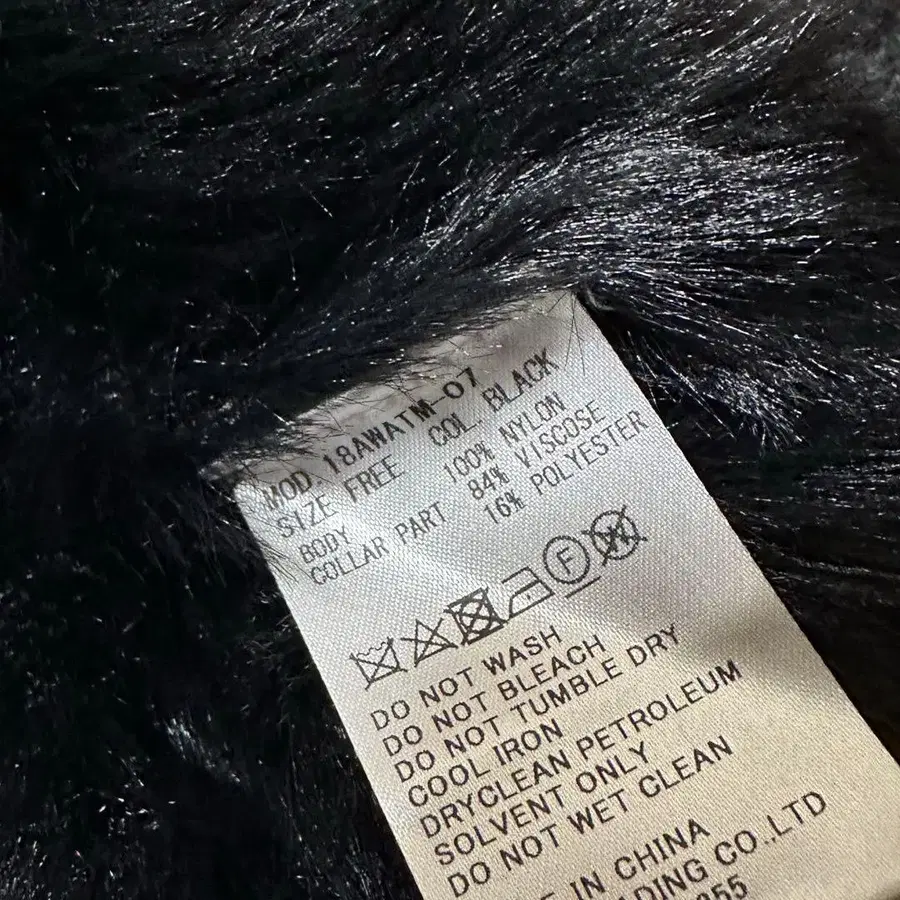 MOD. 18AWATM-07
SIZE FREE COL. BLACK
BODY 100% NYLON
COLLAR PART 84% VISCOSE
16% POLYESTER
F W
DO NOT WASH
DO NOT BLEACH
DO NOT TUMBLE DRY
COOL IRON
DRYCLEAN PETROLEUM
SOLVENT ONLY
DO NOT WET CLEAN
IN CHINA
CO.LTD